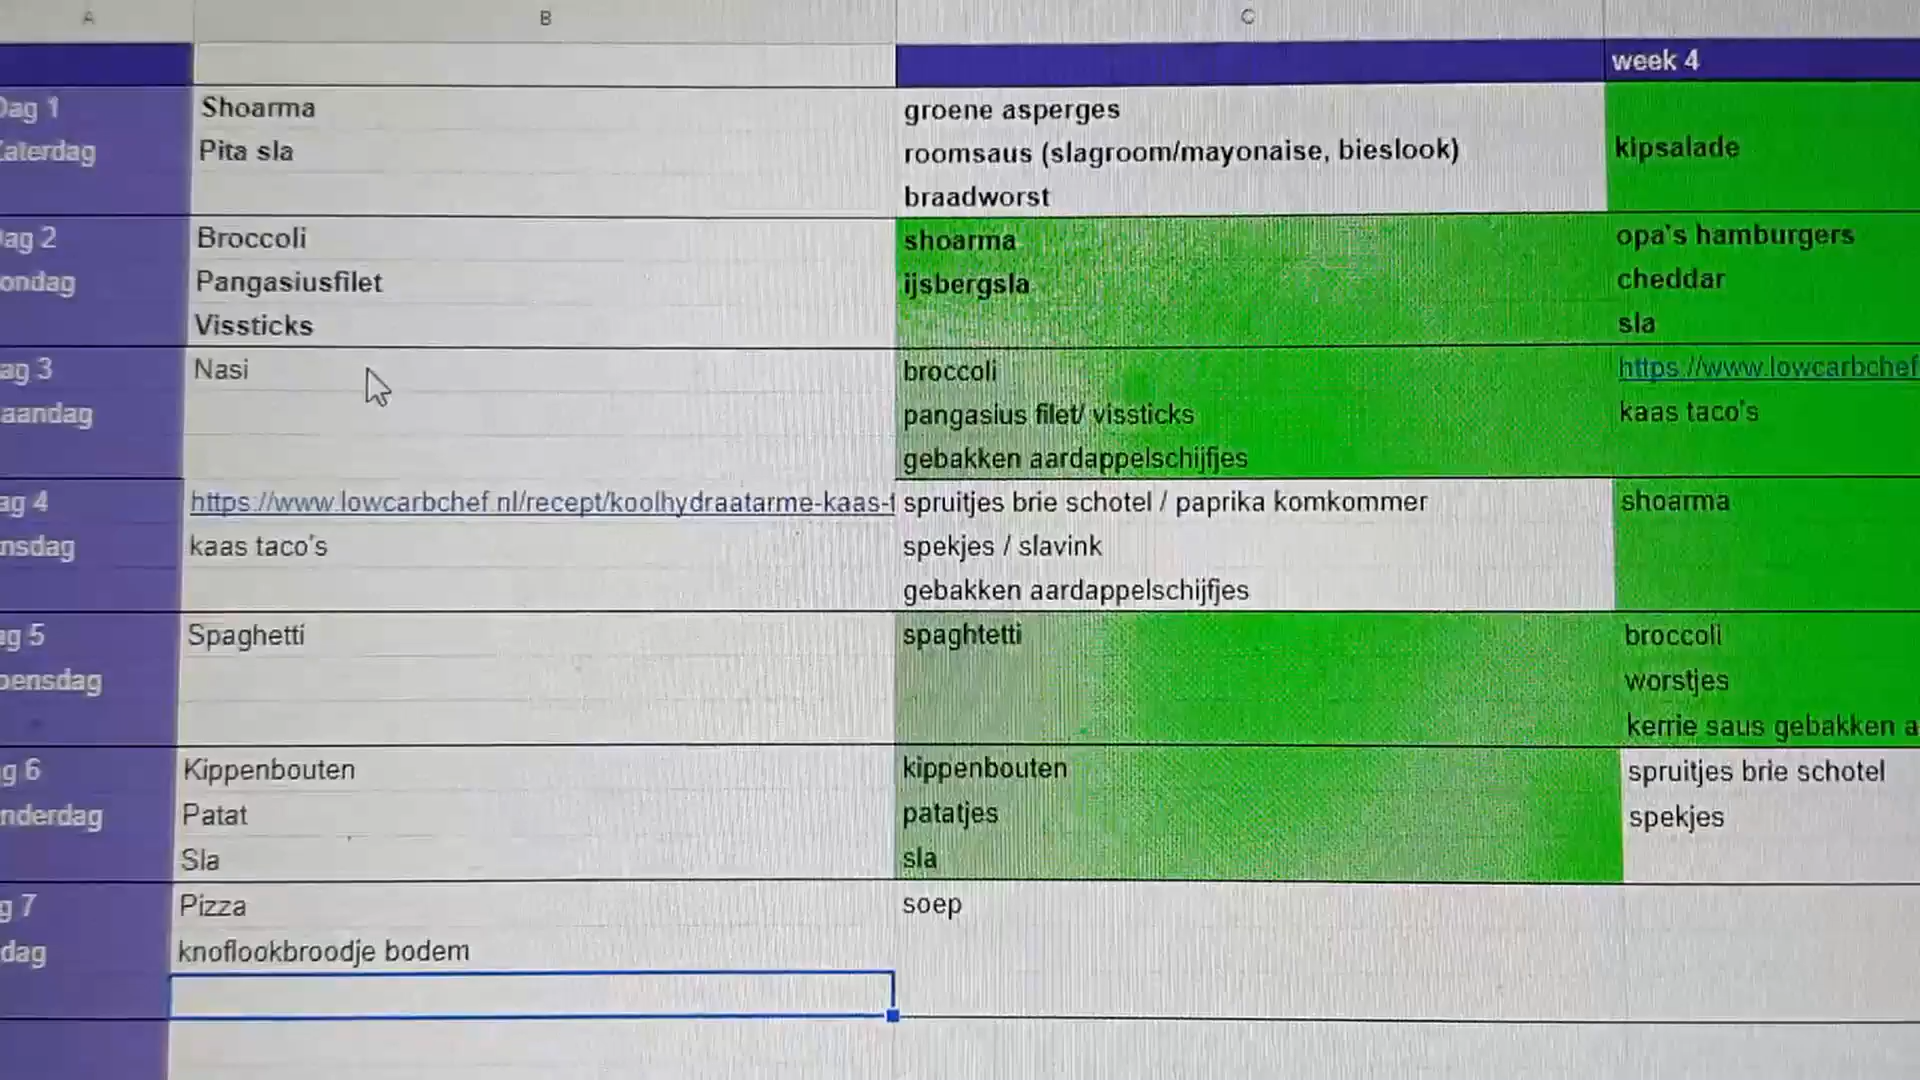 A B C
week 4
Dag 1 Shoarma groene asperges
Zaterdag Pita sla roomsaus (slagroom/mayonaise, bieslook) kipsalade
braadworst
ag 2 Broccoli shoarma opa's hamburgers
ondag Pangasiusfilet ijsbergsla cheddar
Vissticks sla
ag 3 Nasi broccoli https://www.lowcarbchef
aandag pangasius filet/ vissticks kaas taco's
gebakken aardappelschijfjes
ag 4 https://www.lowcarbchef.nl/recept/koolhydraatarme-kaas-t spruitjes brie schotel / paprika komkommer shoarma
nsdag kaas taco's spekjes / slavink
gebakken aardappelschijfjes
ag 5 Spaghetti spaghtetti broccoli
oensdag worstjes
kerrie saus gebakken a
g 6 Kippenbouten kippenbouten spruitjes brie schotel
nderdag Patat patatjes spekjes
Sla sla
g 7 Pizza soep
dag knoflookbroodje bodem